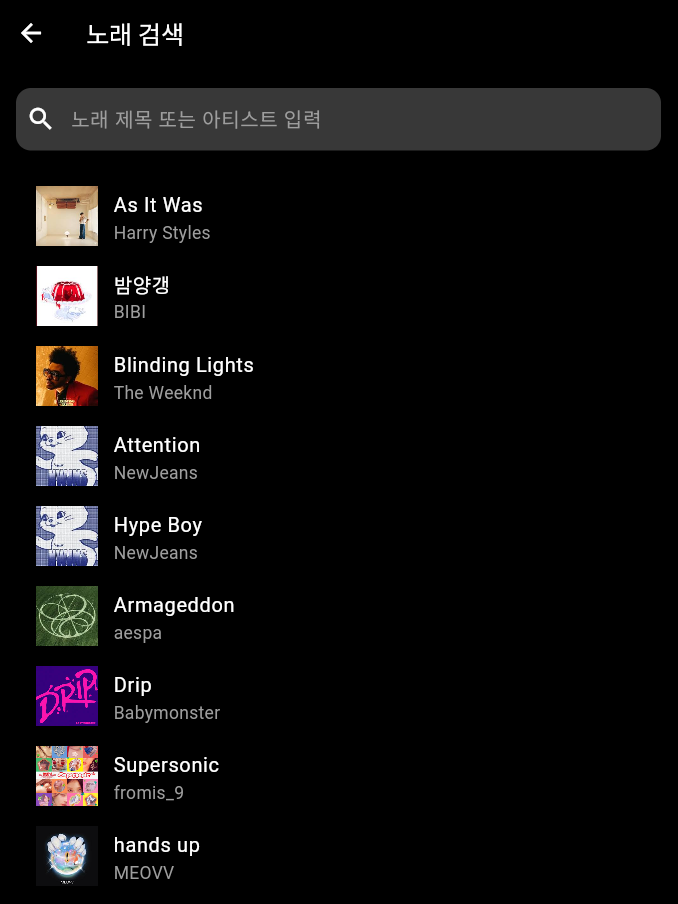 노래 검색
노래 제목 또는 아티스트 입력
As It Was
Harry Styles
밤양갱
BIBI
Blinding Lights
The Weeknd
Attention
NewJeans
Hype Boy
NewJeans
Armageddon
aespa
DRIP
Drip
Babymonster
Supersonic
fromis_9
hands up
MEOVV